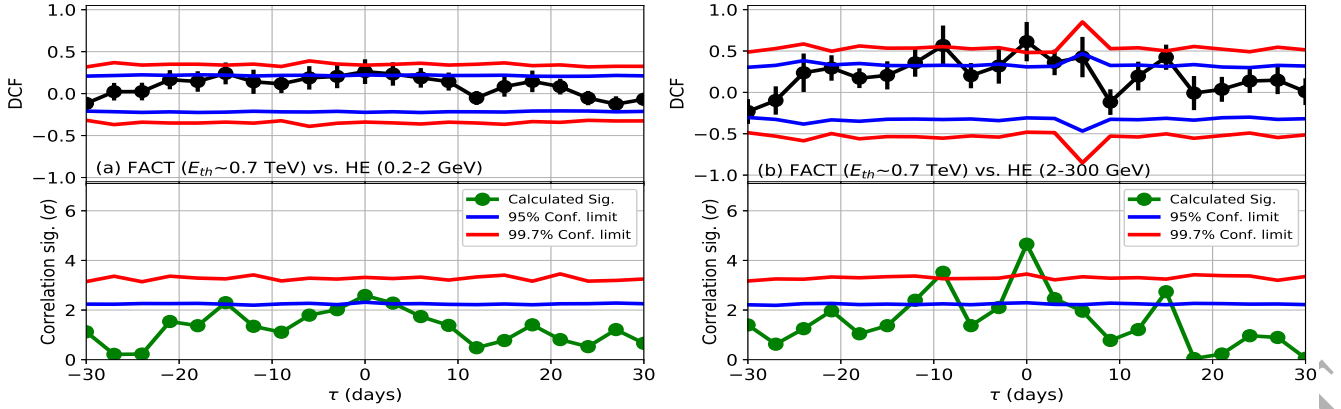 1.0
0.5
0.0
−0.5
−1.0
DCF
(a) FACT (E_th~0.7 TeV) vs. HE (0.2-2 GeV)
6
4
2
0
Correlation sig. (σ)
Calculated Sig.
95% Conf. limit
99.7% Conf. limit
−30 −20 −10 0 10 20 30
τ (days)
1.0
0.5
0.0
−0.5
−1.0
DCF
(b) FACT (E_th~0.7 TeV) vs. HE (2-300 GeV)
6
4
2
0
Correlation sig. (σ)
Calculated Sig.
95% Conf. limit
99.7% Conf. limit
−30 −20 −10 0 10 20 30
τ (days)